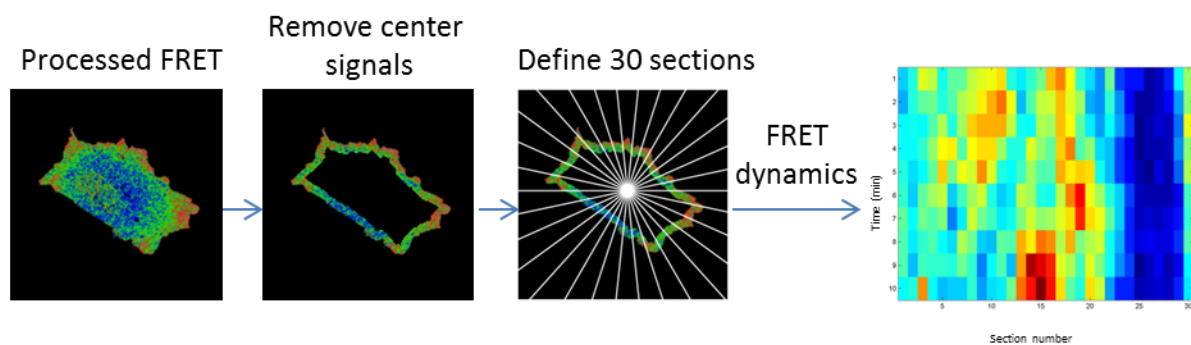 Processed FRET
Remove center
signals
Define 30 sections
FRET
dynamics
Time (min)
1
2
3
4
5
6
7
8
9
10
5
10
15
20
25
30
Section number